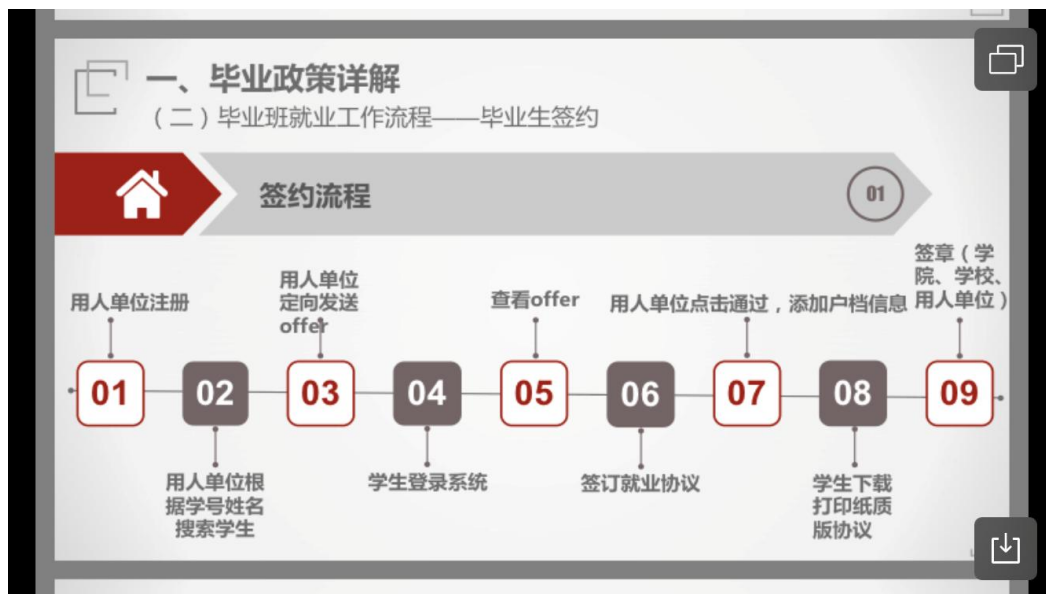 一、毕业政策详解
（二）毕业班就业工作流程——毕业生签约
签约流程
01
用人单位注册
用人单位
定向发送
offer
查看offer
用人单位点击通过，添加户档信息
签章（学
院、学校、
用人单位）
01
02
03
04
05
06
07
08
09
用人单位根
据学号姓名
搜索学生
学生登录系统
签订就业协议
学生下载
打印纸质
版协议